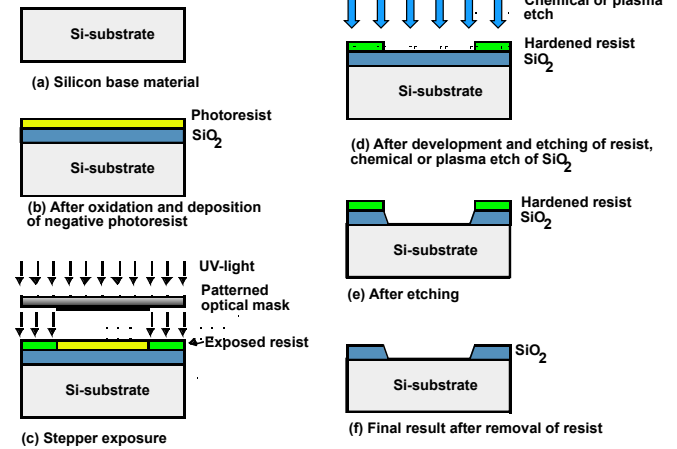 Si-substrate
(a) Silicon base material
Photoresist
SiO2
Si-substrate
(b) After oxidation and deposition
of negative photoresist
UV-light
Patterned
optical mask
Exposed resist
Si-substrate
(c) Stepper exposure
Chemical or plasma
etch
Hardened resist
SiO2
Si-substrate
(d) After development and etching of resist,
chemical or plasma etch of SiO2
Hardened resist
SiO2
Si-substrate
(e) After etching
SiO2
Si-substrate
(f) Final result after removal of resist